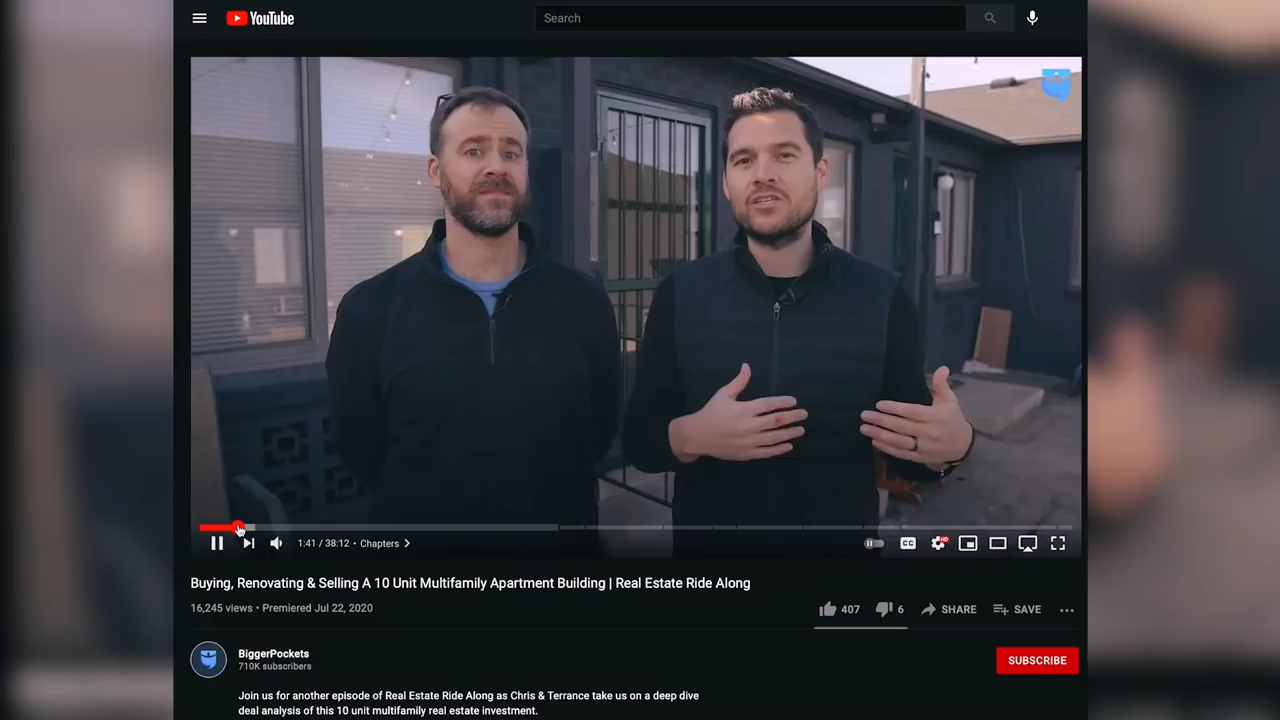 YouTube
Search
1:41 / 38:12 • Chapters
CC
HD
Buying, Renovating & Selling A 10 Unit Multifamily Apartment Building | Real Estate Ride Along
16,245 views • Premiered Jul 22, 2020
407
6
SHARE
SAVE
BiggerPockets
710K subscribers
SUBSCRIBE
Join us for another episode of Real Estate Ride Along as Chris & Terrance take us on a deep dive
deal analysis of this 10 unit multifamily real estate investment.